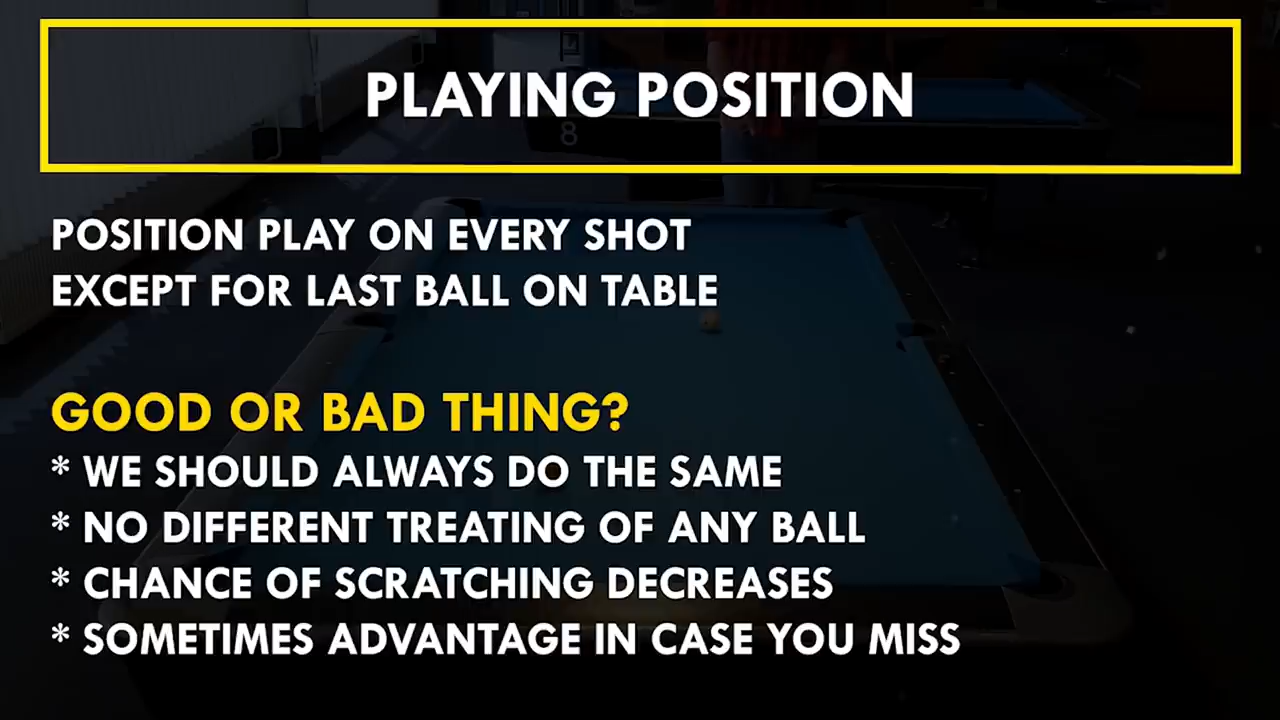 PLAYING POSITION
8
POSITION PLAY ON EVERY SHOT
EXCEPT FOR LAST BALL ON TABLE
GOOD OR BAD THING?
* WE SHOULD ALWAYS DO THE SAME
* NO DIFFERENT TREATING OF ANY BALL
* CHANCE OF SCRATCHING DECREASES
* SOMETIMES ADVANTAGE IN CASE YOU MISS